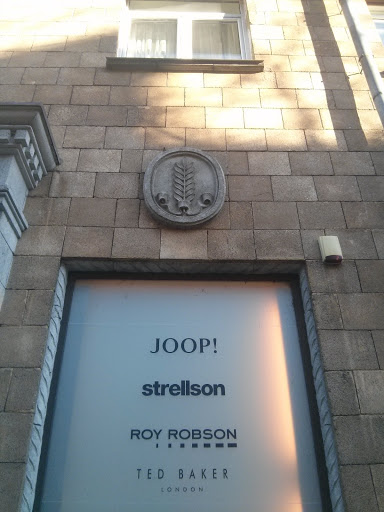 JOOP!
strellson
ROY ROBSON
TED BAKER
LONDON